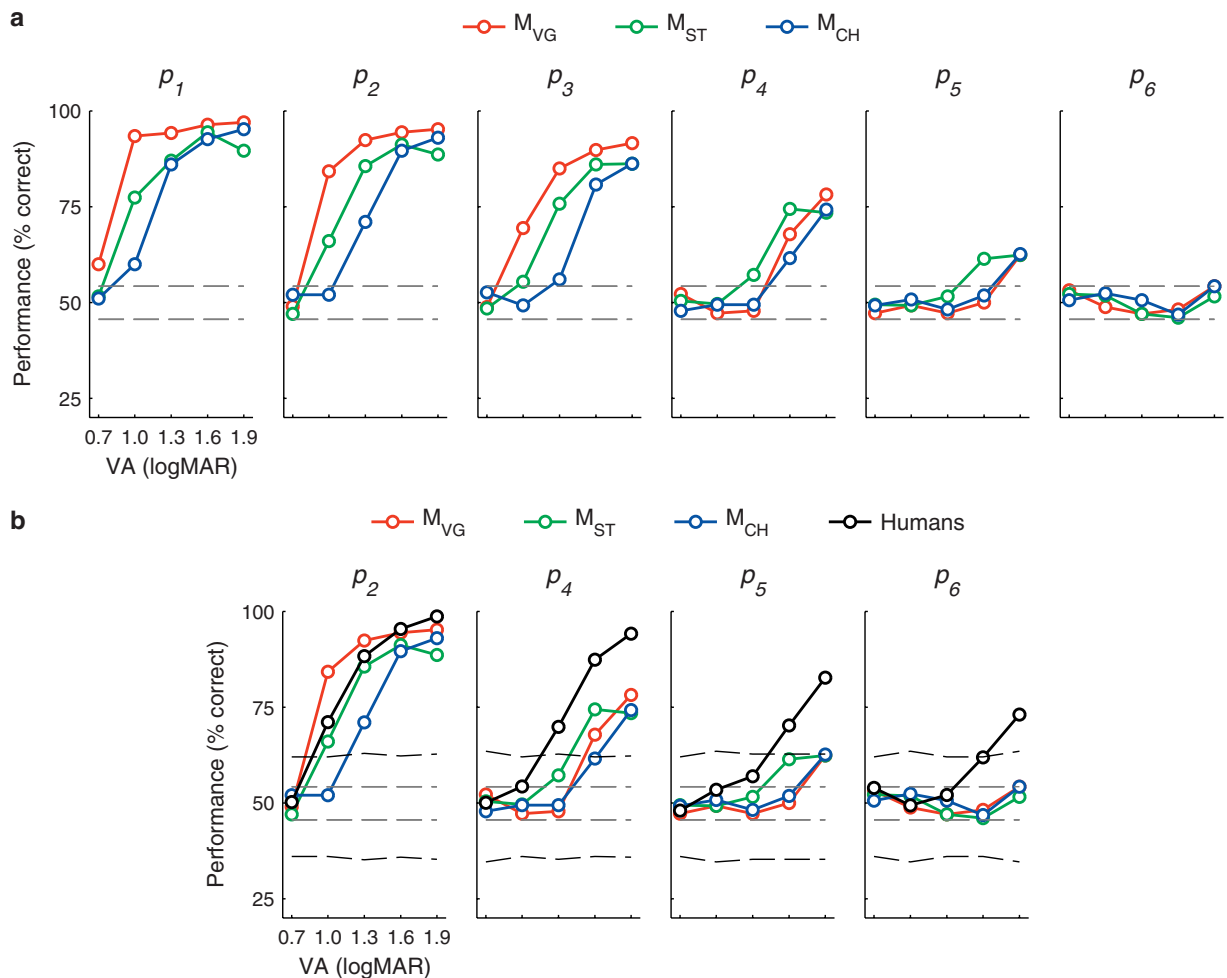 a
M_VG M_ST M_CH
p_1 p_2 p_3 p_4 p_5 p_6
Performance (% correct)
100
75
50
25
0.7 1.0 1.3 1.6 1.9
VA (logMAR)
b
M_VG M_ST M_CH Humans
p_2 p_4 p_5 p_6
Performance (% correct)
100
75
50
25
0.7 1.0 1.3 1.6 1.9
VA (logMAR)